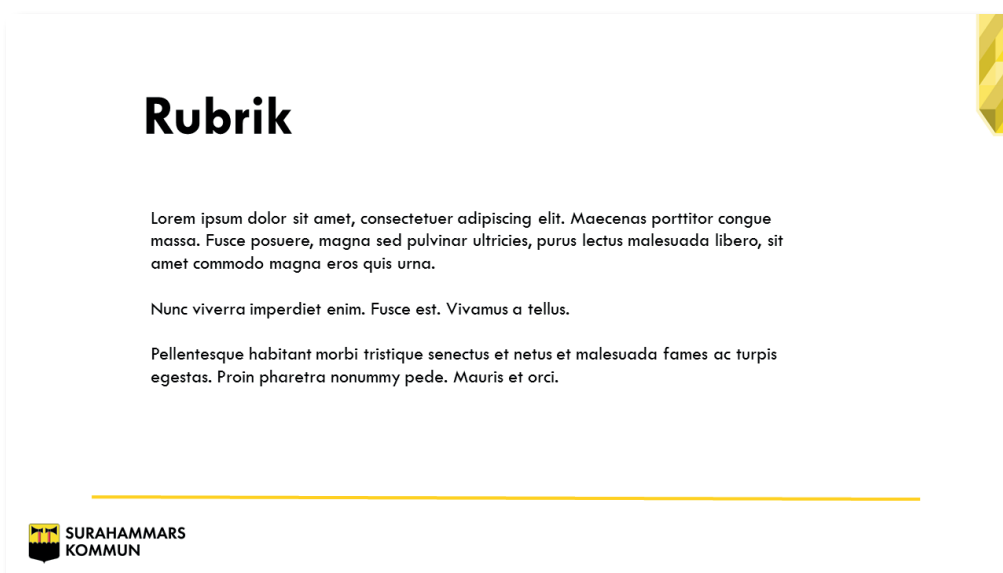 Rubrik
Lorem ipsum dolor sit amet, consectetuer adipiscing elit. Maecenas porttitor congue
massa. Fusce posuere, magna sed pulvinar ultricies, purus lectus malesuada libero, sit
amet commodo magna eros quis urna.
Nunc viverra imperdiet enim. Fusce est. Vivamus a tellus.
Pellentesque habitant morbi tristique senectus et netus et malesuada fames ac turpis
egestas. Proin pharetra nonummy pede. Mauris et orci.
SURAHAMMARS
KOMMUN